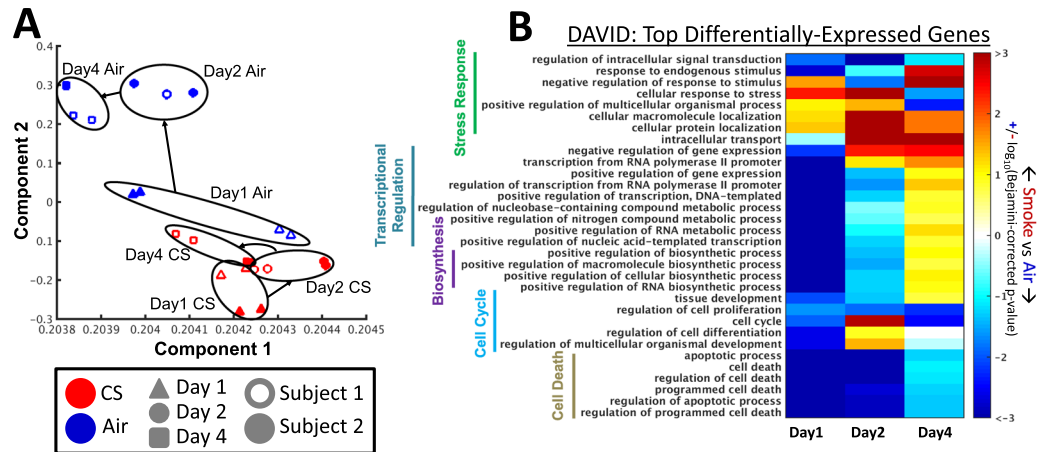 A
0.4
0.3
0.2
0.1
0
0.1
−0.2
−0.3
0.2038
0.2039
0.204
0.2041
0.2042
0.2043
0.2044
0.2045
Component 2
Component 1
Day4 Air
Day2 Air
Day1 Air
Day4 CS
Day2 CS
Day1 CS
CS
Air
Day 1
Day 2
Day 4
Subject 1
Subject 2
B
DAVID: Top Differentially-Expressed Genes
Stress Response
Transcriptional
Regulation
Biosynthesis
Cell Cycle
Cell Death
regulation of intracellular signal transduction
response to endogenous stimulus
negative regulation of response to stimulus
cellular response to stress
positive regulation of multicellular organismal process
cellular macromolecule localization
cellular protein localization
intracellular transport
negative regulation of gene expression
transcription from RNA polymerase II promoter
positive regulation of gene expression
regulation of transcription from RNA polymerase II promoter
positive regulation of transcription, DNA-templated
regulation of nucleobase-containing compound metabolic process
positive regulation of nitrogen compound metabolic process
positive regulation of RNA metabolic process
positive regulation of nucleic acid-templated transcription
positive regulation of biosynthetic process
positive regulation of macromolecule biosynthetic process
positive regulation of cellular biosynthetic process
positive regulation of RNA biosynthetic process
tissue development
regulation of cell proliferation
cell cycle
regulation of cell differentiation
regulation of multicellular organismal development
apoptotic process
cell death
regulation of cell death
programmed cell death
regulation of apoptotic process
regulation of programmed cell death
Day1
Day2
Day4
>3
2
1
0
−1
−2
<−3
+/- log10(Bejamini-corrected p-value)
← Smoke vs Air →